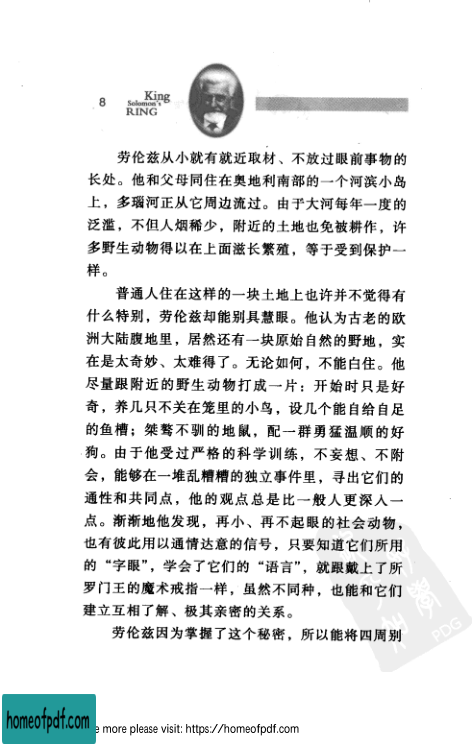 8
King
Solomon's
RING
劳伦兹从小就有就近取材、不放过眼前事物的
长处。他和父母同住在奥地利南部的一个河滨小岛
上，多瑙河正从它周边流过。由于大河每年一度的
泛滥，不但人烟稀少，附近的土地也免被耕作，许
多野生动物得以在上面滋长繁殖，等于受到保护一
样。
普通人住在这样的一块土地上也许并不觉得有
什么特别，劳伦兹却能别具慧眼。他认为古老的欧
洲大陆腹地里，居然还有一块原始自然的野地，实
在是太奇妙、太难得了。无论如何，不能白住。他
尽量跟附近的野生动物打成一片：开始时只是好
奇，养几只不关在笼里的小鸟，设几个能自给自足
的鱼槽；桀骜不驯的地鼠，配一群勇猛温顺的好
狗。由于他受过严格的科学训练，不妄想、不附
会，能够在一堆乱糟糟的独立事件里，寻出它们的
通性和共同点，他的观点总是比一般人更深入一
点。渐渐地他发现，再小、再不起眼的社会动物，
也有彼此用以通情达意的信号，只要知道它们所用
的“字眼”，学会了它们的“语言”，就跟戴上了所
罗门王的魔术戒指一样，虽然不同种，也能和它们
建立互相了解、极其亲密的关系。
劳伦兹因为掌握了这个秘密，所以能将四周别
PDG
homeofpdf.com
e more please visit: https://homeofpdf.com